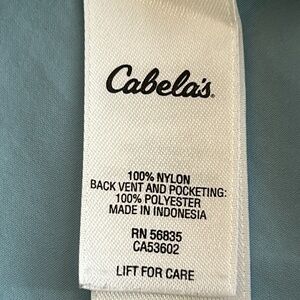 Cabela's®
100% NYLON
BACK VENT AND POCKETING:
100% POLYESTER
MADE IN INDONESIA
RN 56835
CA53602
LIFT FOR CARE